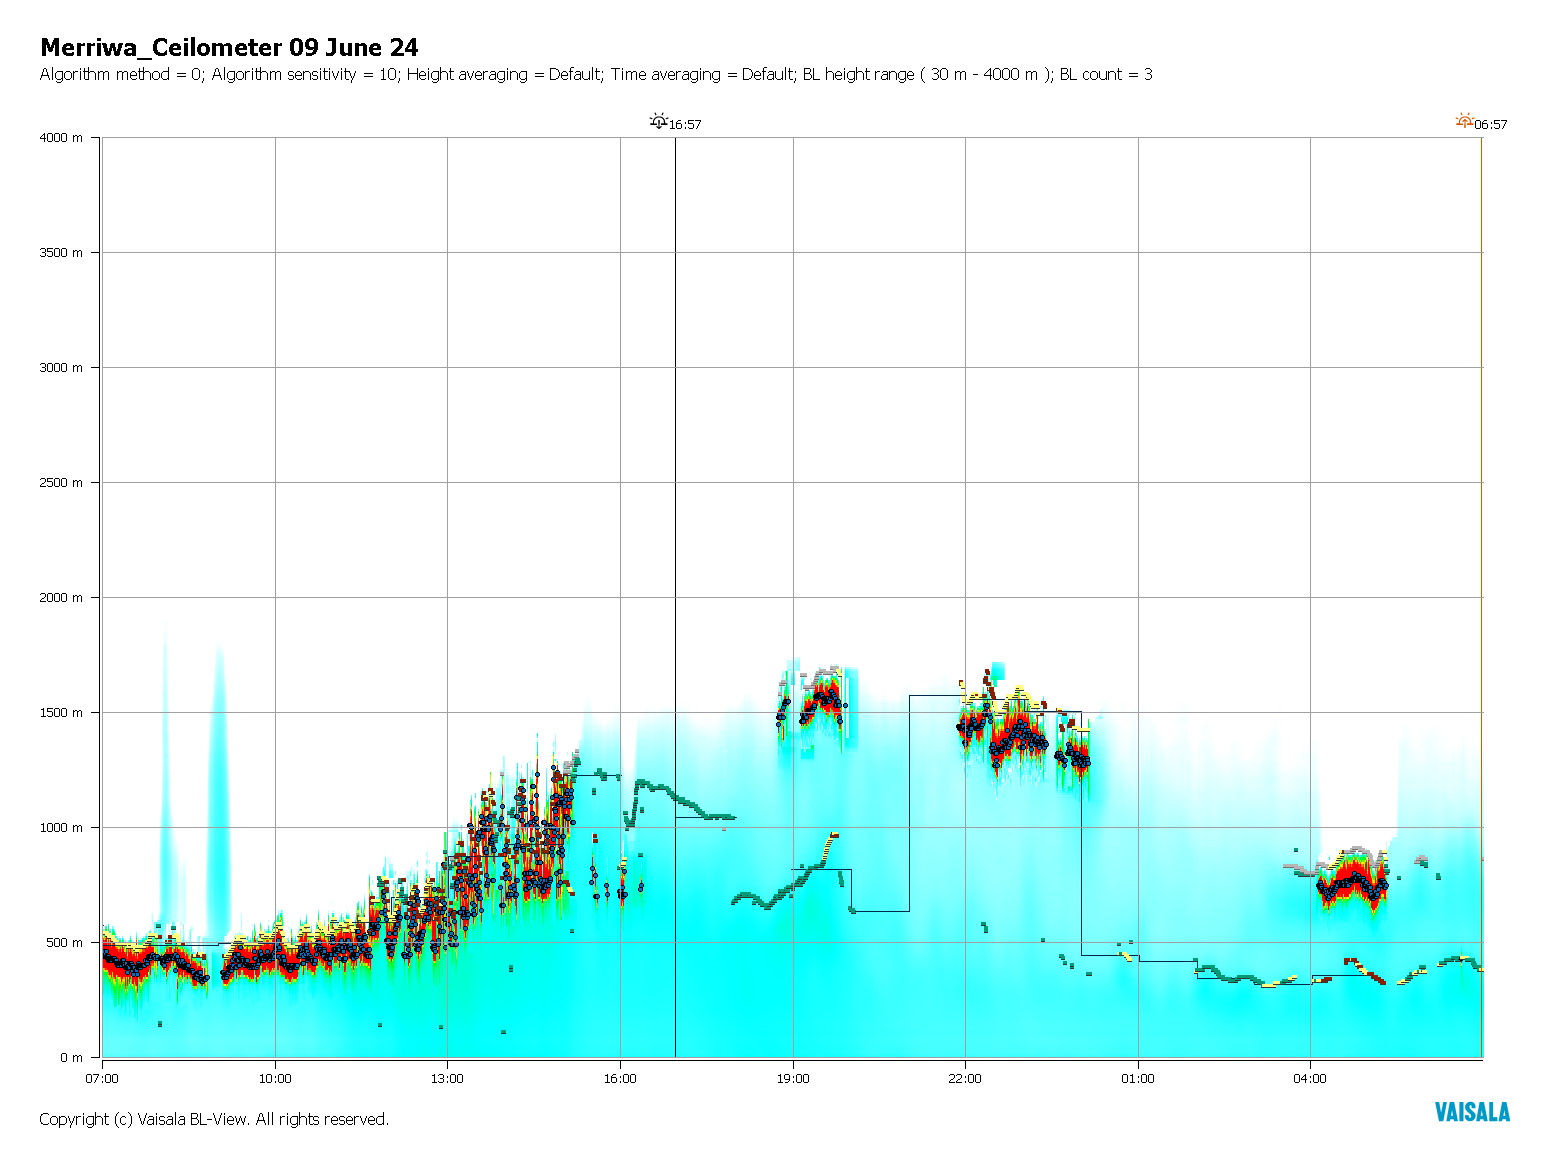 Merriwa_Ceilometer 09 June 24
Algorithm method = 0; Algorithm sensitivity = 10; Height averaging = Default; Time averaging = Default; BL height range ( 30 m - 4000 m ); BL count = 3
16:57
06:57
4000 m
3500 m
3000 m
2500 m
2000 m
1500 m
1000 m
500 m
0 m
07:00
10:00
13:00
16:00
19:00
22:00
01:00
04:00
Copyright (c) Vaisala BL-View. All rights reserved.
VAISALA